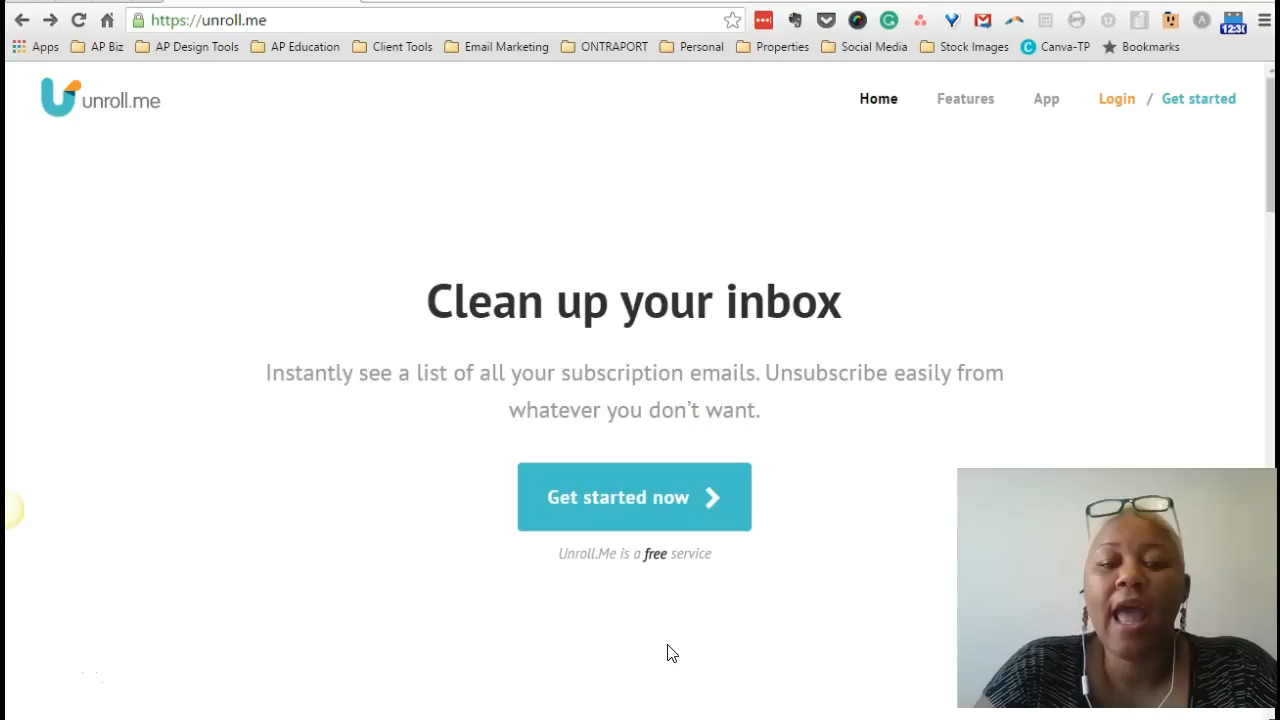 https://unroll.me
12:30
Apps AP Biz AP Design Tools AP Education Client Tools Email Marketing ONTRAPORT Personal Properties Social Media Stock Images Canva-TP Bookmarks
unroll.me
Home Features App Login / Get started
Clean up your inbox
Instantly see a list of all your subscription emails. Unsubscribe easily from
whatever you don't want.
Get started now
Unroll.Me is a free service